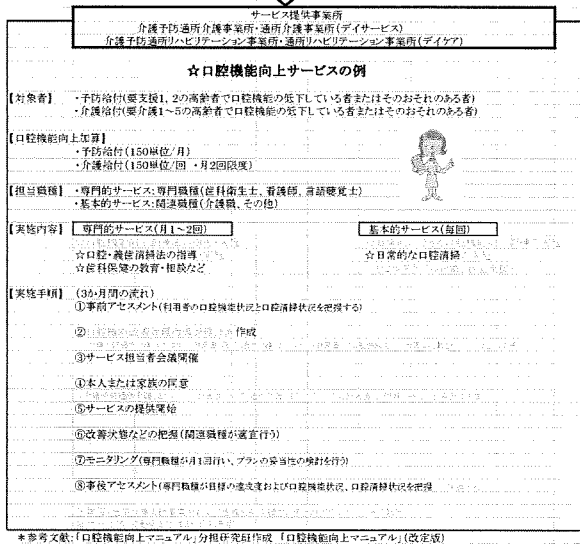 サービス提供事業所
介護予防通所介護事業所・通所介護事業所(デイサービス)
介護予防通所リハビリテーション事業所・通所リハビリテーション事業所(デイケア)
☆口腔機能向上サービスの例
【対象者】 ・予防給付(要支援1、2の高齢者で口腔機能の低下している者またはそのおそれのある者)
・介護給付(要介護1～5の高齢者で口腔機能の低下している者またはそのおそれのある者)
【口腔機能向上加算】
・予防給付(150単位/月)
・介護給付(150単位/回 ・月2回限度)
【担当職種】 ・専門的サービス:専門職種(歯科衛生士、看護師、言語聴覚士)
・基本的サービス:関連職種(介護職、その他)
【実施内容】 専門的サービス(月1～2回) 基本的サービス(毎回)
☆口腔・義歯清掃法の指導 ☆日常的な口腔清掃
☆歯科保健の教育・相談など
【実施手順】 (3か月間の流れ)
①事前アセスメント(利用者の口腔機能状況と口腔清掃状況を把握する)
② 作成
③サービス担当者会議開催
④本人または家族の同意
⑤サービスの提供開始
⑥改善状態などの把握(関連職種が適宜行う)
⑦モニタリング(専門職種が月1回行い、プランの妥当性の検討を行う)
⑧事後アセスメント(専門職種が目標の達成度および口腔機能状況、口腔清掃状況を把握
*参考文献:「口腔機能向上マニュアル」分担研究班作成 「口腔機能向上マニュアル」(改定版)